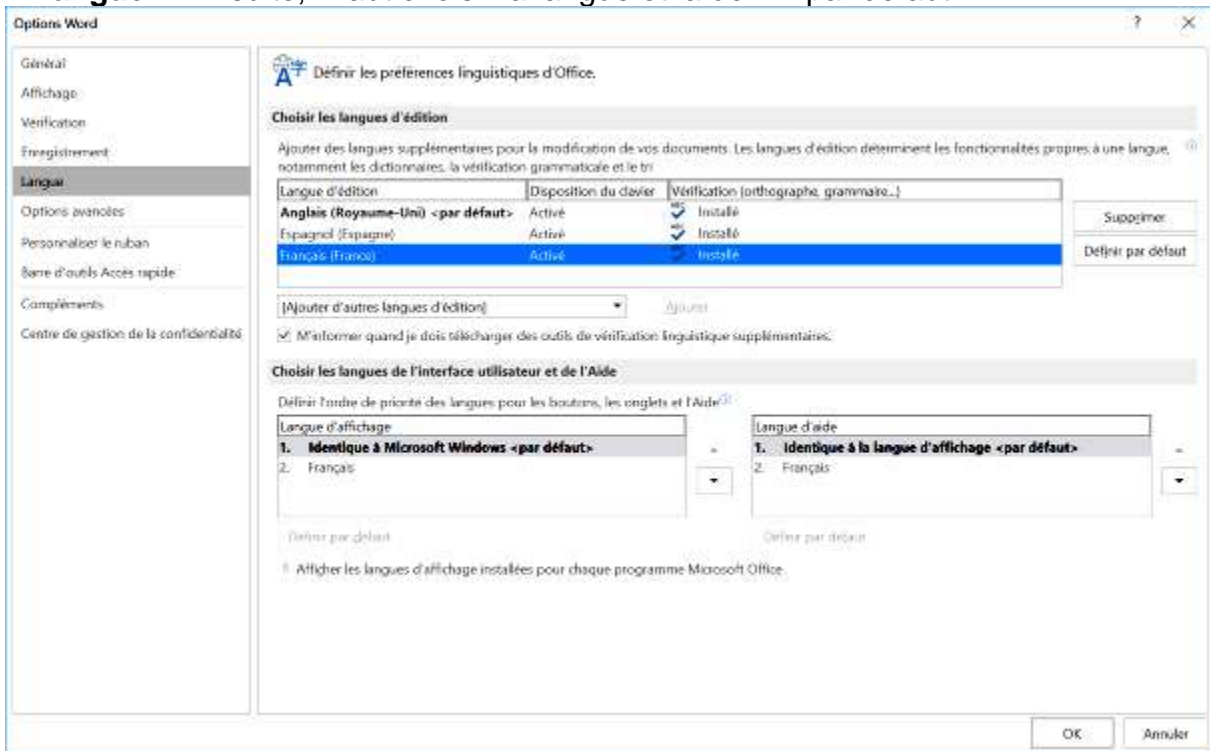 Options Word
Général
Affichage
Vérification
Enregistrement
Langue
Options avancées
Personnaliser le ruban
Barre d'outils Accès rapide
Compléments
Centre de gestion de la confidentialité
Définir les préférences linguistiques d'Office.
Choisir les langues d'édition
Ajouter des langues supplémentaires pour la modification de vos documents. Les langues d'édition déterminent les fonctionnalités propres à une langue,
notamment les dictionnaires, la vérification grammaticale et le tri
Langue d'édition Disposition du clavier Vérification (orthographe, grammaire...)
Anglais (Royaume-Uni) <par défaut> Activé Installé
Espagnol (Espagne) Activé Installé
Français (France) Activé Installé
Supprimer
Définir par défaut
[Ajouter d'autres langues d'édition] Ajouter
M'informer quand je dois télécharger des outils de vérification linguistique supplémentaires.
Choisir les langues de l'interface utilisateur et de l'Aide
Définir l'ordre de priorité des langues pour les boutons, les onglets et l'Aide
Langue d'affichage
1. Identique à Microsoft Windows <par défaut>
2. Français
Définir par défaut
Langue d'aide
1. Identique à la langue d'affichage <par défaut>
2. Français
Définir par défaut
Afficher les langues d'affichage installées pour chaque programme Microsoft Office
OK Annuler